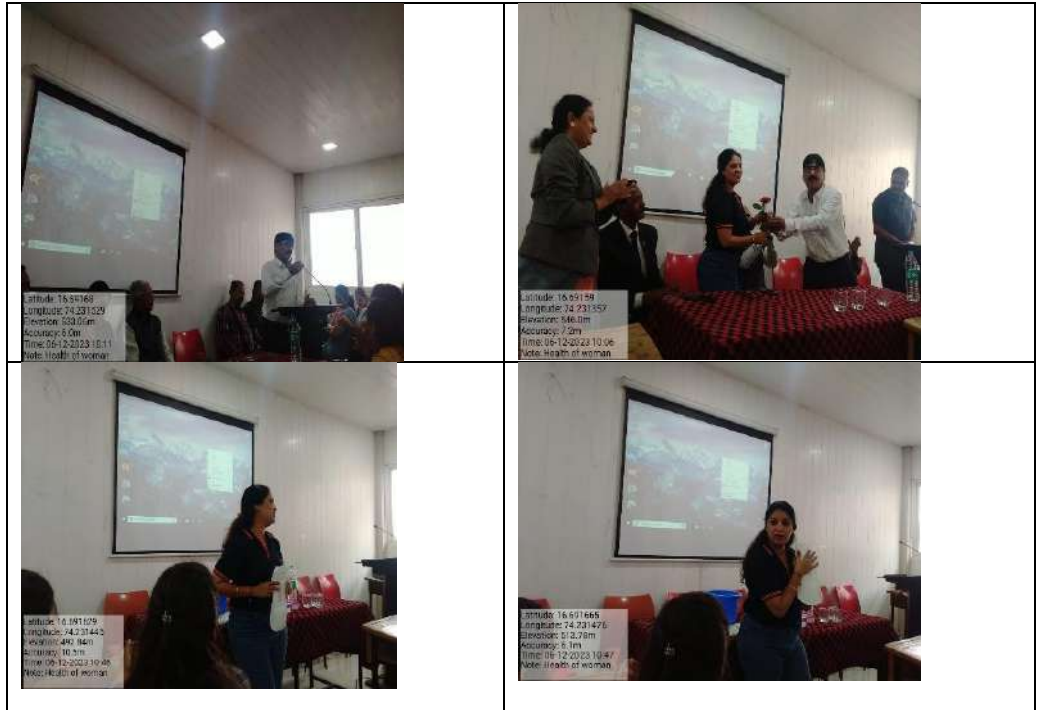 Latitude: 16.69168
Longitude: 74.231529
Elevation: 533.06m
Accuracy: 6.0m
Time: 06-12-2023 10:11
Note: Health of woman
Latitude: 16.69159
Longitude: 74.231357
Elevation: 546.0m
Accuracy: 7.2m
Time: 06-12-2023 10:06
Note: Health of woman
Latitude: 16.691629
Longitude: 74.231445
Elevation: 492.84m
Accuracy: 10.5m
Time: 06-12-2023 10:46
Note: Health of woman
Latitude: 16.691665
Longitude: 74.231476
Elevation: 513.78m
Accuracy: 6.1m
Time: 06-12-2023 10:47
Note: Health of woman